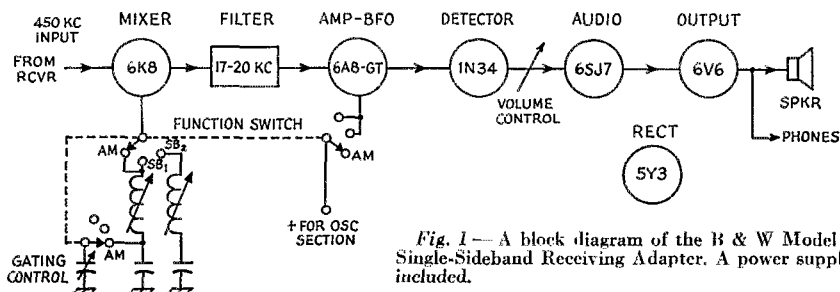 MIXER FILTER AMP-BFO DETECTOR AUDIO OUTPUT
450 KC
INPUT
FROM
RCVR
6K8
17-20 KC
6A8-GT
1N34
6SJ7
6V6
VOLUME
CONTROL
SPKR
PHONES
FUNCTION SWITCH
AM
SB1
SB2
AM
RECT
5Y3
+ FOR OSC
SECTION
GATING
CONTROL
AM
Fig. 1 — A block diagram of the B & W Model
Single-Sideband Receiving Adapter. A power suppl
included.